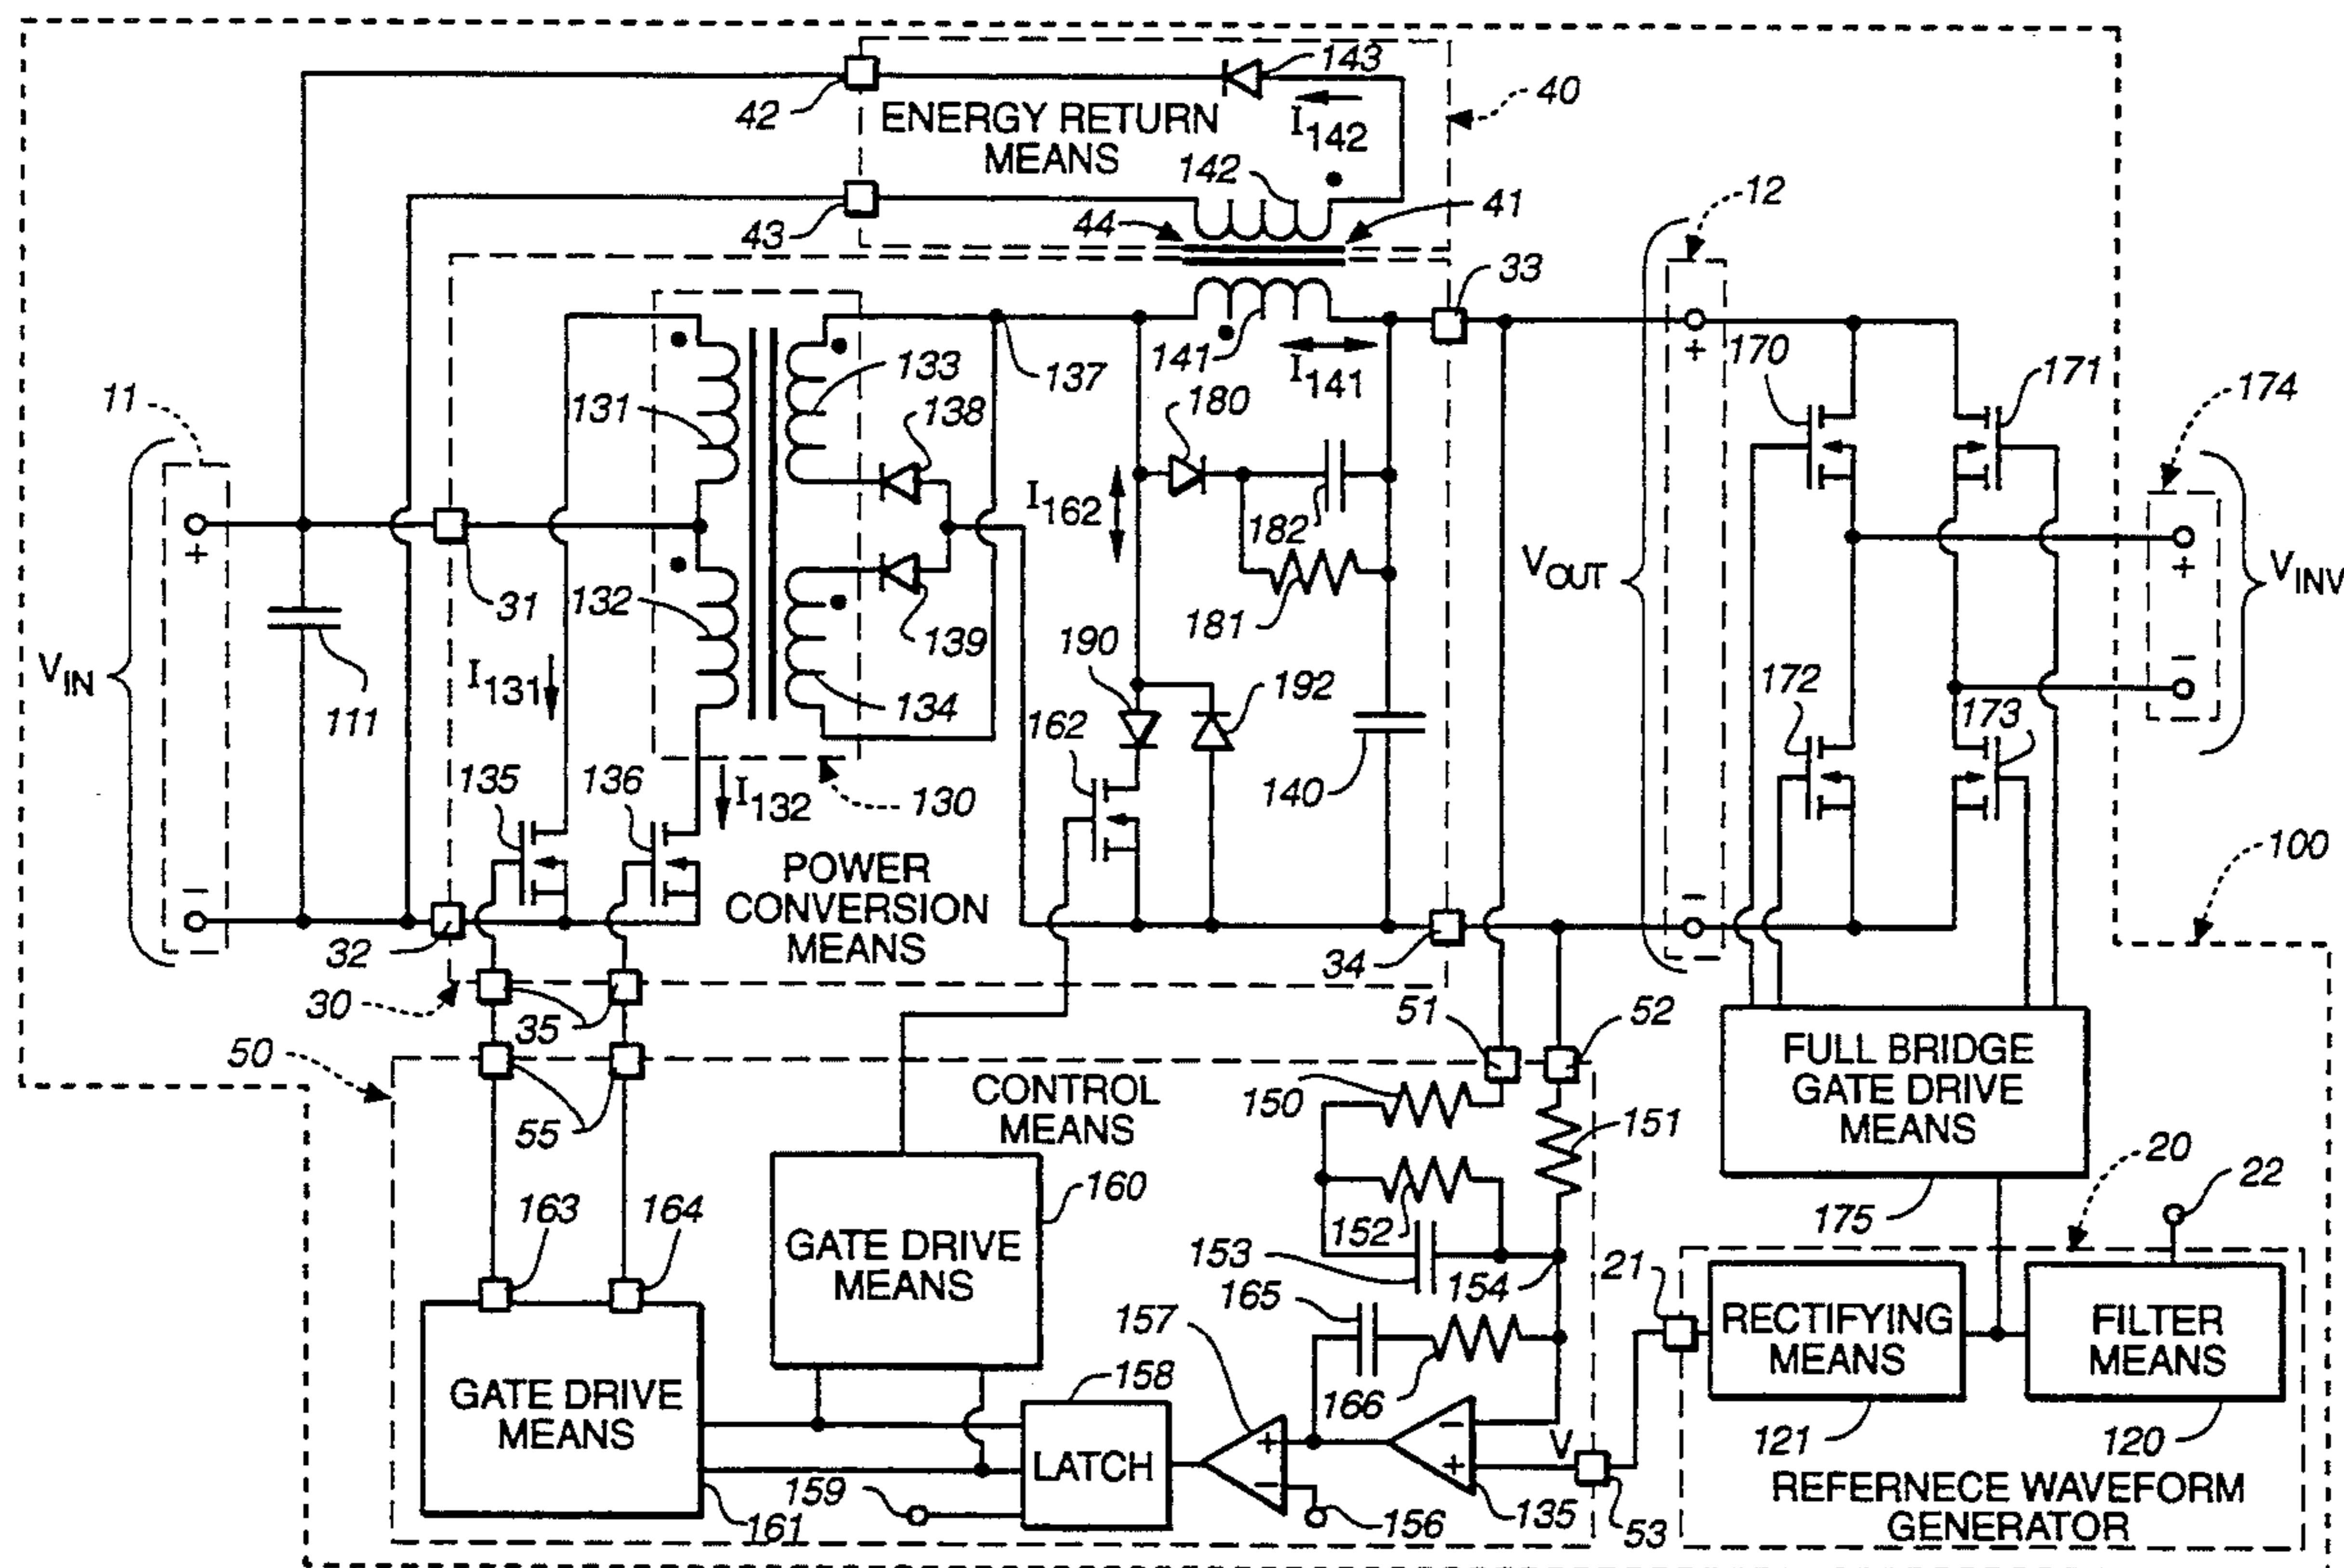 143
40
42
ENERGY RETURN
MEANS
I142
142
12
44
41
43
33
137
141
I141
170
171
174
11
131
133
138
180
I162
182
VOUT
VINV
31
132
139
181
190
192
172
173
VIN
111
I131
134
162
135
136
I132
130
140
100
POWER
CONVERSION
MEANS
32
34
30
35
51
52
50
55
CONTROL
MEANS
150
151
FULL BRIDGE
GATE DRIVE
MEANS
175
20
22
163
164
160
GATE DRIVE
MEANS
152
153
154
21
165
157
166
RECTIFYING
MEANS
FILTER
MEANS
GATE DRIVE
MEANS
158
LATCH
V
121
120
159
161
156
135
53
REFERNECE WAVEFORM
GENERATOR
+
−
+
−
+
−
+
−
−
+